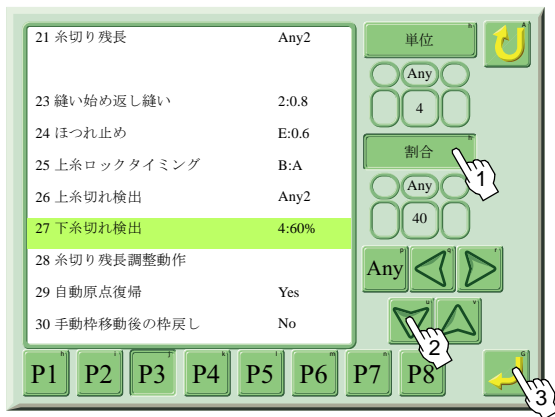 21 糸切り残長 Any2
23 縫い始め返し縫い 2:0.8
24 ほつれ止め E:0.6
25 上糸ロックタイミング B:A
26 上糸切れ検出 Any2
27 下糸切れ検出 4:60%
28 糸切り残長調整動作
29 自動原点復帰 Yes
30 手動枠移動後の枠戻し No
h
単位
A
Any
4
h
割合
1
Any
40
p
Any
q
r
u
v
2
h
P1
i
P2
j
P3
k
P4
l
P5
m
P6
n
P7
o
P8
G
3